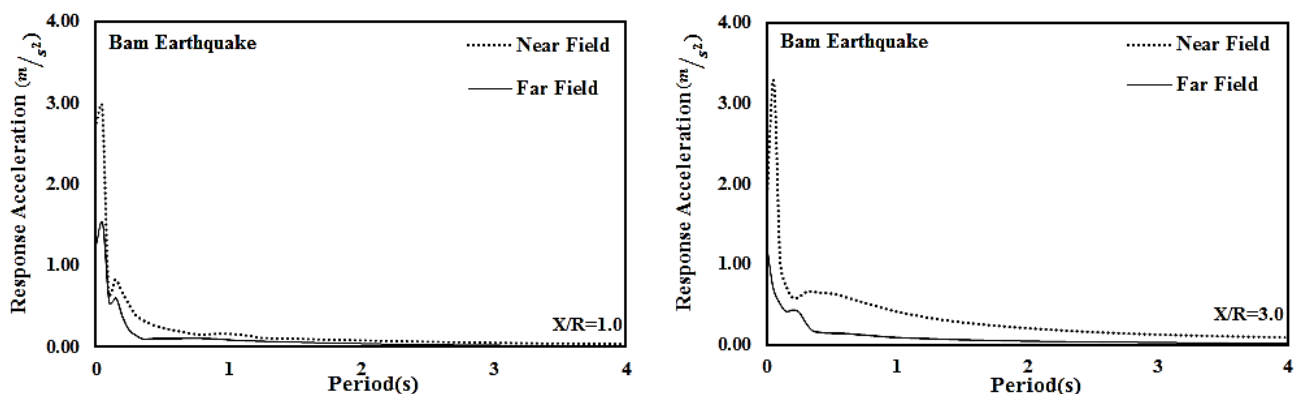 4.00
3.00
2.00
1.00
0.00
Response Acceleration (m/s²)
Bam Earthquake
Near Field
Far Field
X/R=1.0
0 1 2 3 4
Period(s)
4.00
3.00
2.00
1.00
0.00
Response Acceleration (m/s²)
Bam Earthquake
Near Field
Far Field
X/R=3.0
0 1 2 3 4
Period(s)